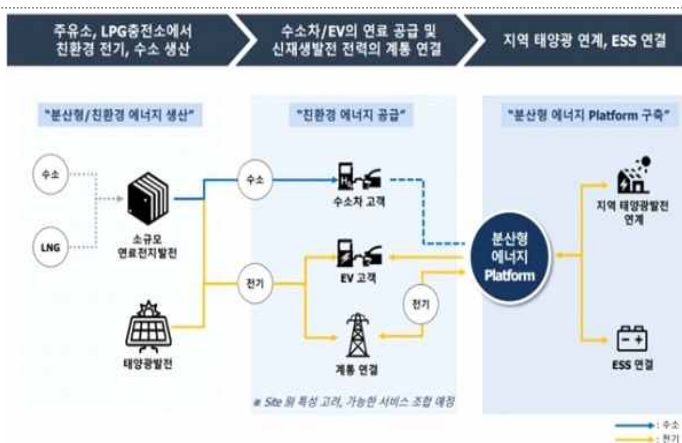 주유소, LPG충전소에서
친환경 전기, 수소 생산
수소차/EV의 연료 공급 및
신재생발전 전력의 계통 연결
지역 태양광 연계, ESS 연결
"분산형/친환경 에너지 생산"
"친환경 에너지 공급"
"분산형 에너지 Platform 구축"
수소
LNG
소규모
연료전지발전
태양광발전
수소
전기
H₂
수소차 고객
EV 고객
전기
계통 연결
분산형
에너지
Platform
지역 태양광발전
연계
ESS 연결
※ Site 별 특성 고려, 가능한 서비스 조합 예정
: 수소
: 전기